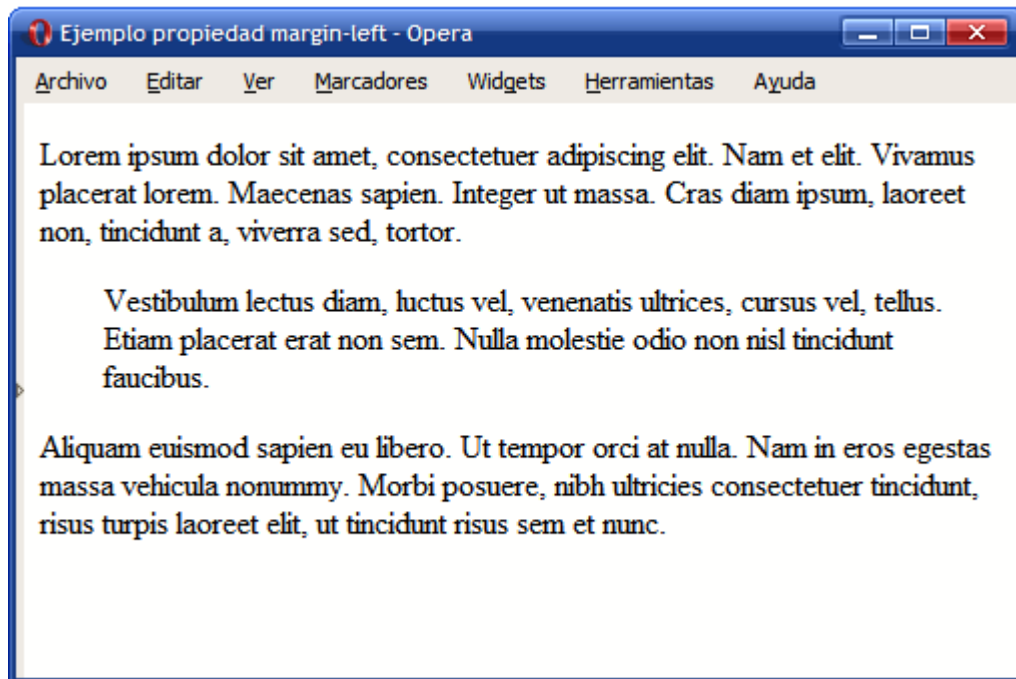 Ejemplo propiedad margin-left - Opera
Archivo Editar Ver Marcadores Widgets Herramientas Ayuda
Lorem ipsum dolor sit amet, consectetuer adipiscing elit. Nam et elit. Vivamus
placerat lorem. Maecenas sapien. Integer ut massa. Cras diam ipsum, laoreet
non, tincidunt a, viverra sed, tortor.
Vestibulum lectus diam, luctus vel, venenatis ultrices, cursus vel, tellus.
Etiam placerat erat non sem. Nulla molestie odio non nisl tincidunt
faucibus.
Aliquam euismod sapien eu libero. Ut tempor orci at nulla. Nam in eros egestas
massa vehicula nonummy. Morbi posuere, nibh ultricies consectetuer tincidunt,
risus turpis laoreet elit, ut tincidunt risus sem et nunc.